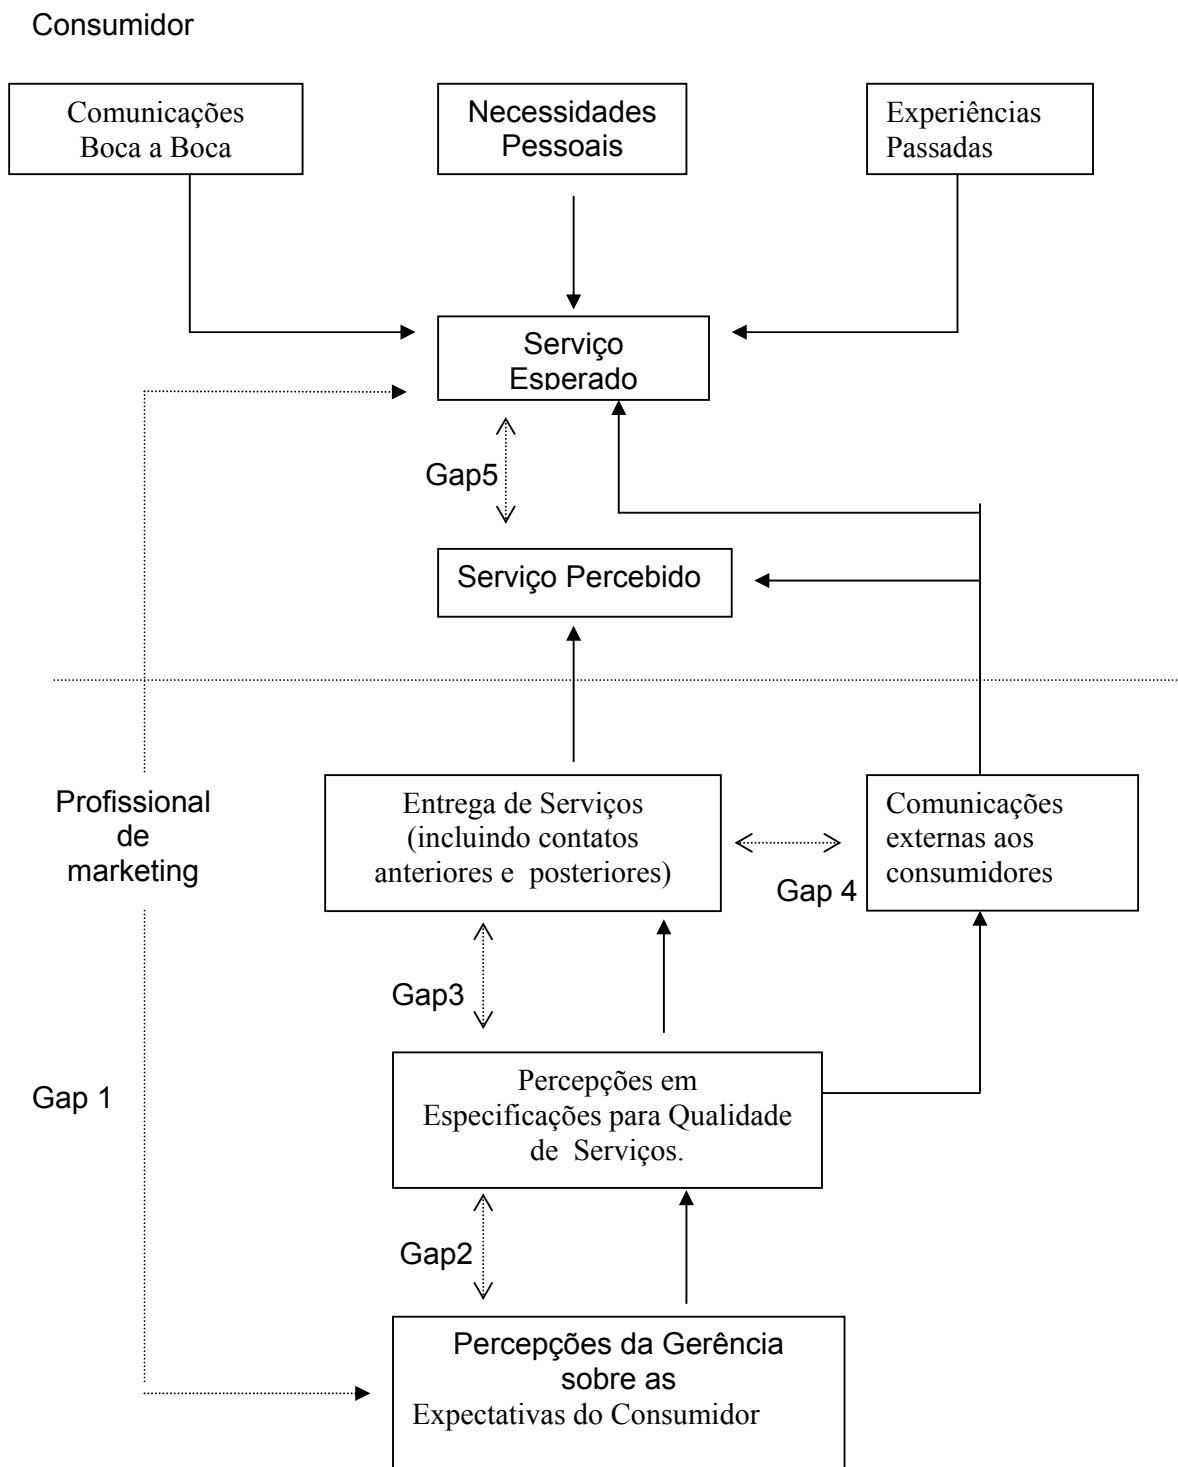 Consumidor
Comunicações
Boca a Boca
Necessidades
Pessoais
Experiências
Passadas
Serviço
Esperado
Gap5
Serviço Percebido
Profissional
de
marketing
Entrega de Serviços
(incluindo contatos
anteriores e posteriores)
Gap 4
Comunicações
externas aos
consumidores
Gap3
Gap 1
Percepções em
Especificações para Qualidade
de Serviços.
Gap2
Percepções da Gerência
sobre as
Expectativas do Consumidor